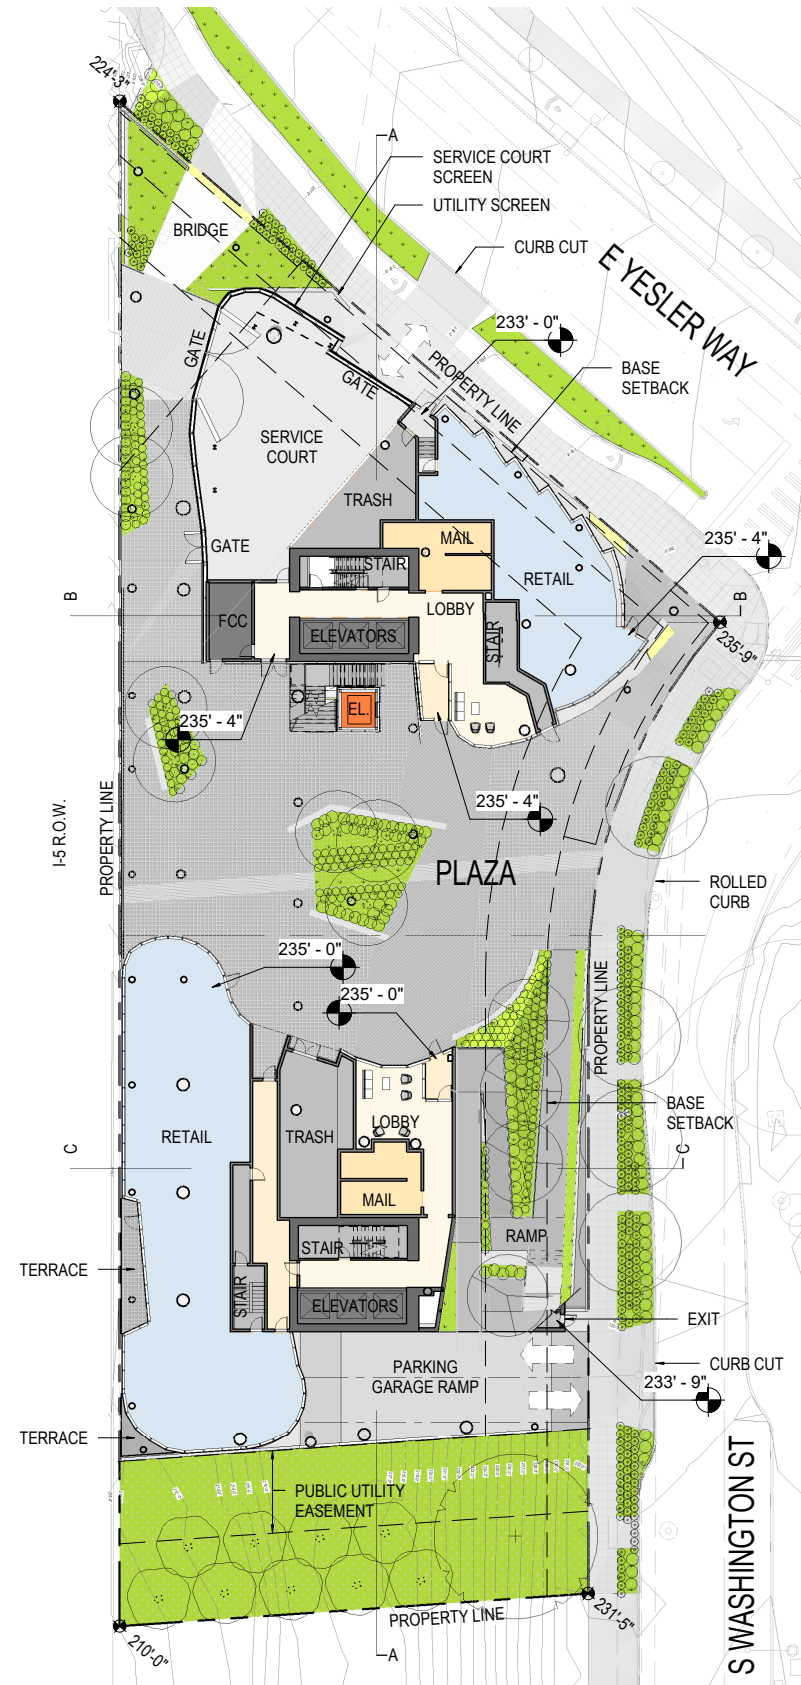 224'-3"
A
SERVICE COURT
SCREEN
UTILITY SCREEN
BRIDGE
CURB CUT
E YESLER WAY
233' - 0"
GATE
GATE
PROPERTY LINE
BASE
SETBACK
SERVICE
COURT
TRASH
MAIL
GATE
STAIR
235' - 4"
RETAIL
B
B
FCC
LOBBY
ELEVATORS
STAIR
235'-9"
EL.
235' - 4"
235' - 4"
I-5 R.O.W.
PROPERTY LINE
PLAZA
ROLLED
CURB
235' - 0"
235' - 0"
PROPERTY LINE
BASE
SETBACK
LOBBY
RETAIL
TRASH
C
C
MAIL
RAMP
STAIR
TERRACE
STAIR
ELEVATORS
EXIT
PARKING
GARAGE RAMP
CURB CUT
233' - 9"
TERRACE
PUBLIC UTILITY
EASEMENT
S WASHINGTON ST
PROPERTY LINE
231'-5"
210'-0"
A